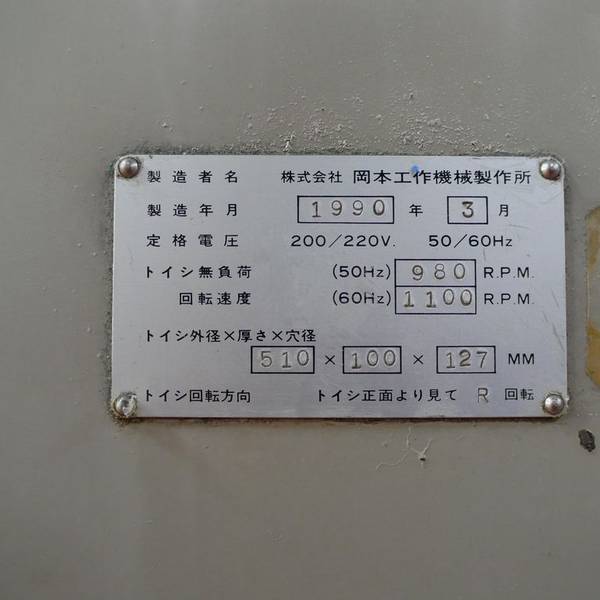 製造者名 株式会社 岡本工作機械製作所
製造年月 1990 年 3 月
定格電圧 200/220V. 50/60Hz
トイシ無負荷 (50Hz) 980 R.P.M.
回転速度 (60Hz) 1100 R.P.M.
トイシ外径×厚さ×穴径
510 × 100 × 127 MM
トイシ回転方向 トイシ正面より見て R 回転